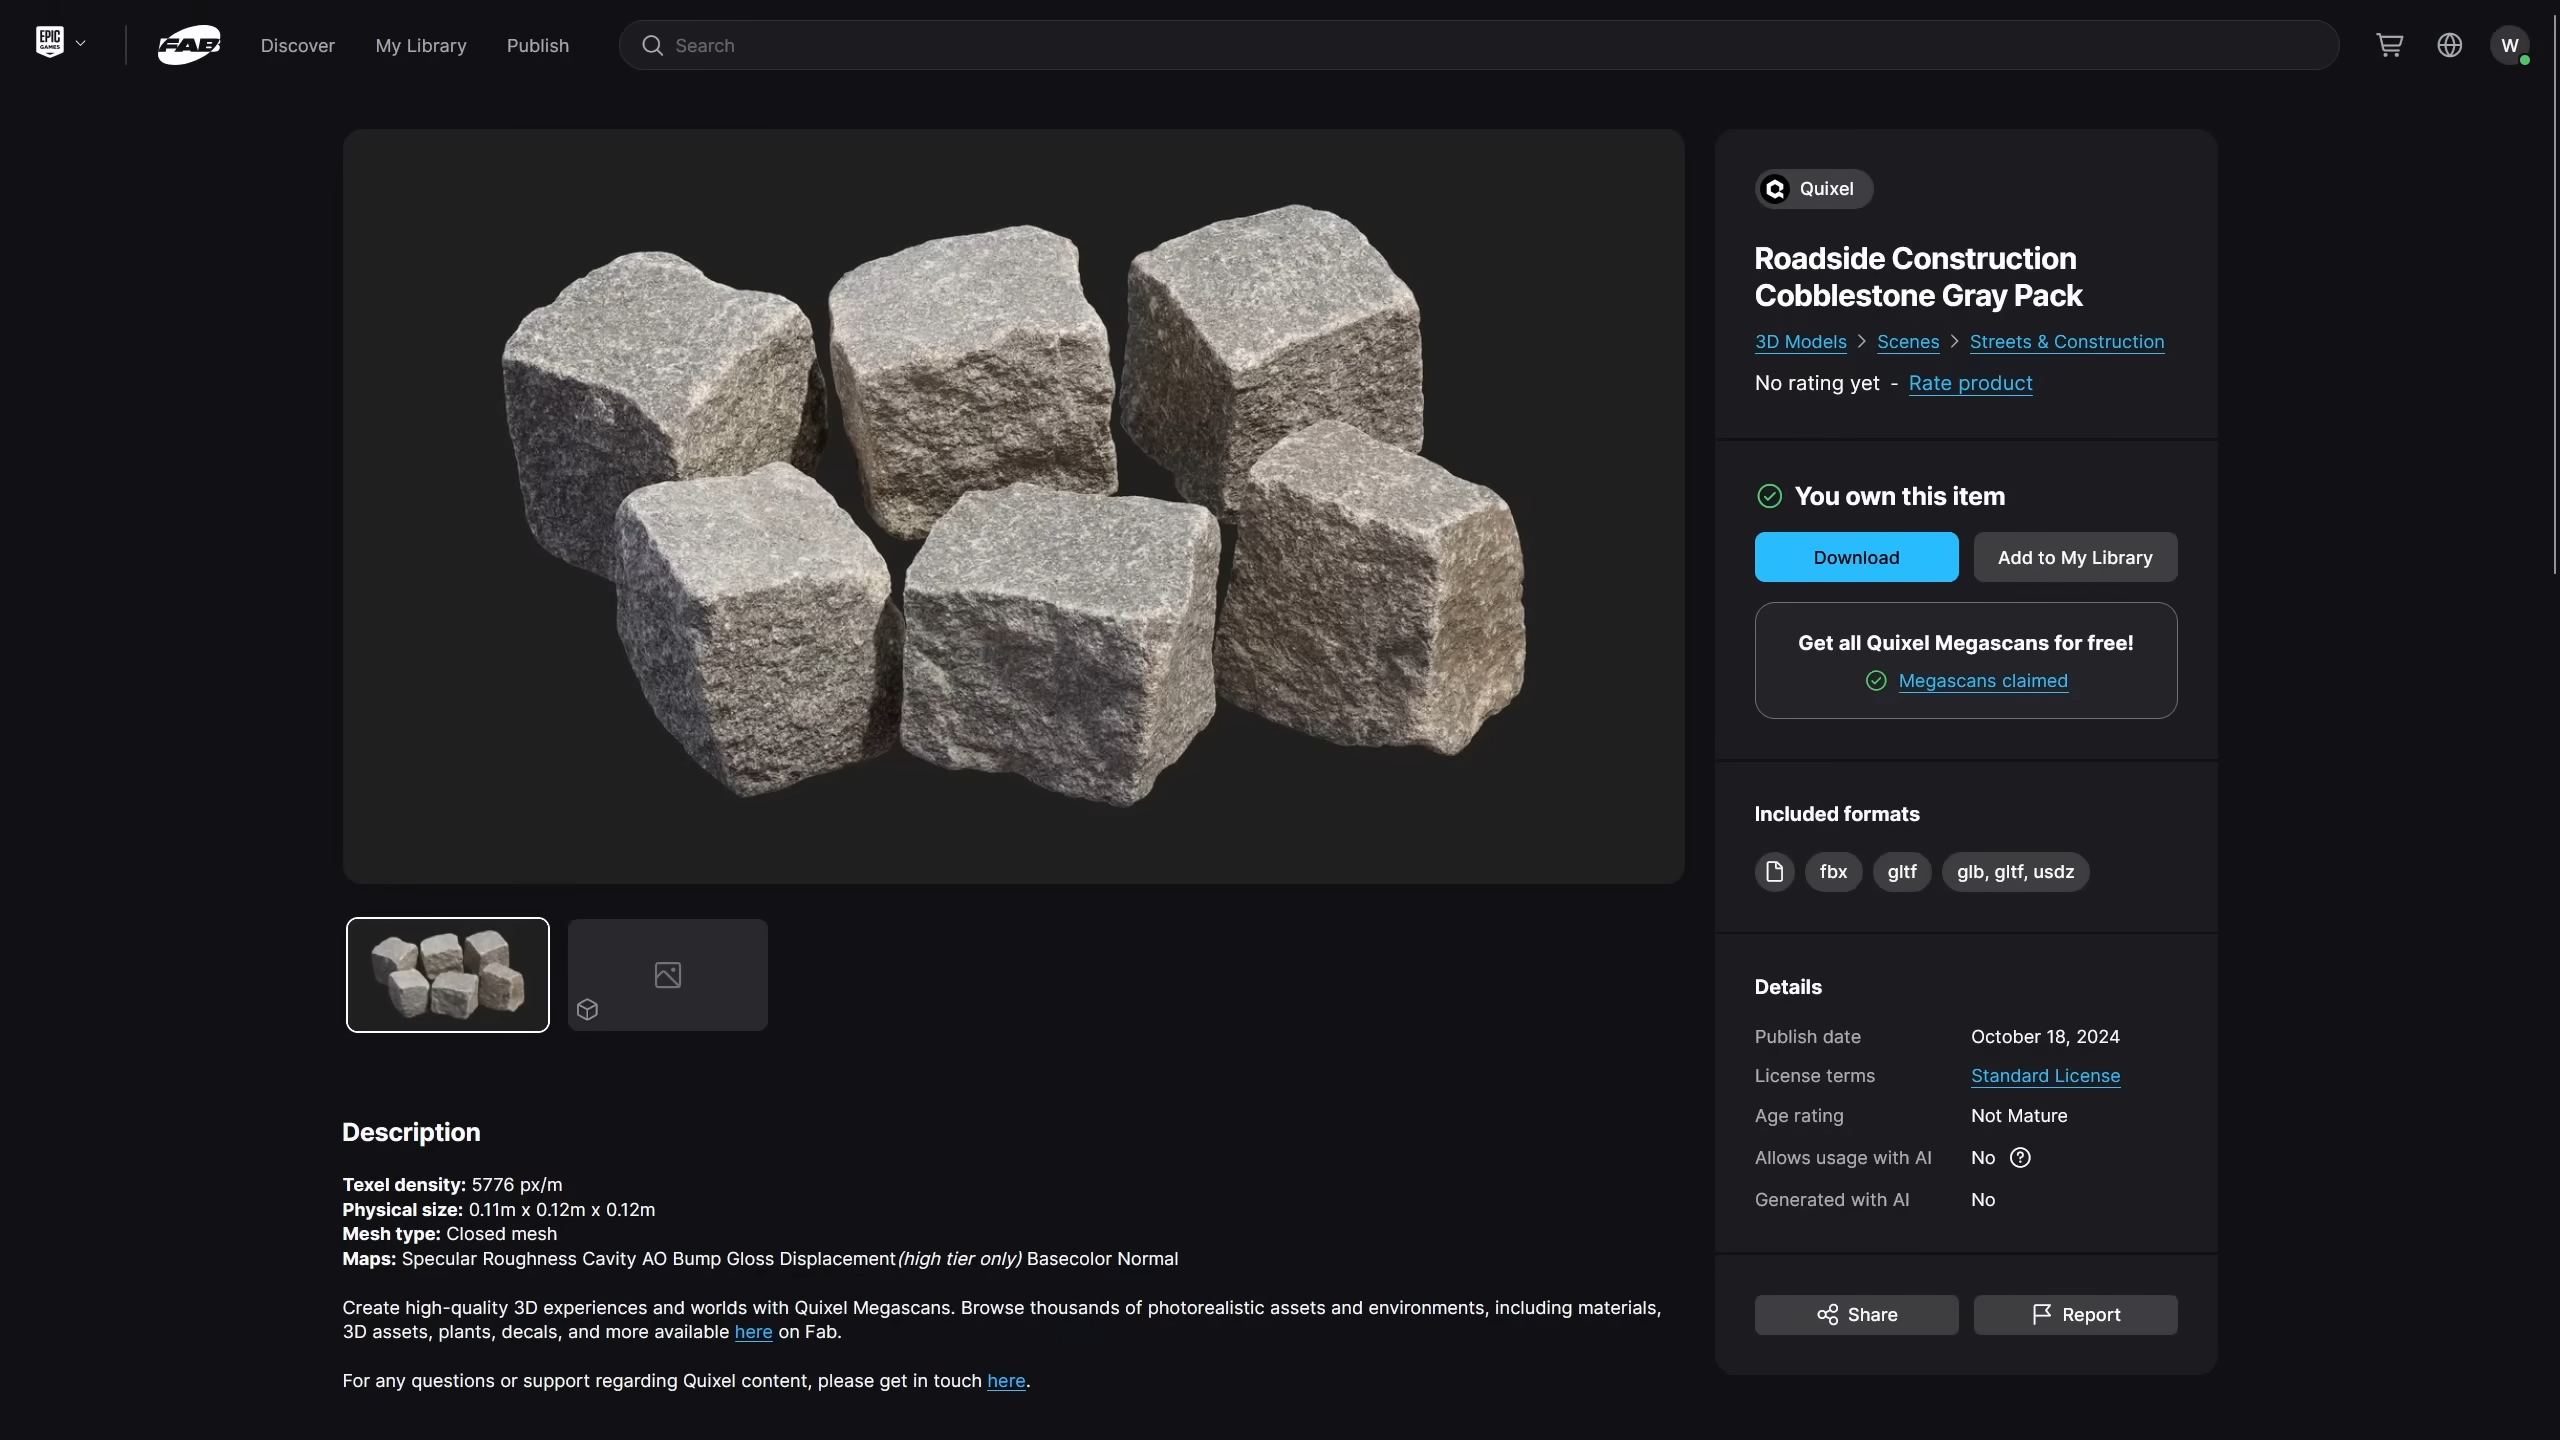 EPIC
GAMES
FAB
Discover
My Library
Publish
Search
W
Quixel
Roadside Construction
Cobblestone Gray Pack
3D Models > Scenes > Streets & Construction
No rating yet - Rate product
You own this item
Download
Add to My Library
Get all Quixel Megascans for free!
Megascans claimed
Included formats
fbx
gltf
glb, gltf, usdz
Details
Publish date October 18, 2024
License terms Standard License
Age rating Not Mature
Allows usage with AI No ?
Generated with AI No
Share
Report
Description
Texel density: 5776 px/m
Physical size: 0.11m x 0.12m x 0.12m
Mesh type: Closed mesh
Maps: Specular Roughness Cavity AO Bump Gloss Displacement(high tier only) Basecolor Normal
Create high-quality 3D experiences and worlds with Quixel Megascans. Browse thousands of photorealistic assets and environments, including materials,
3D assets, plants, decals, and more available here on Fab.
For any questions or support regarding Quixel content, please get in touch here.